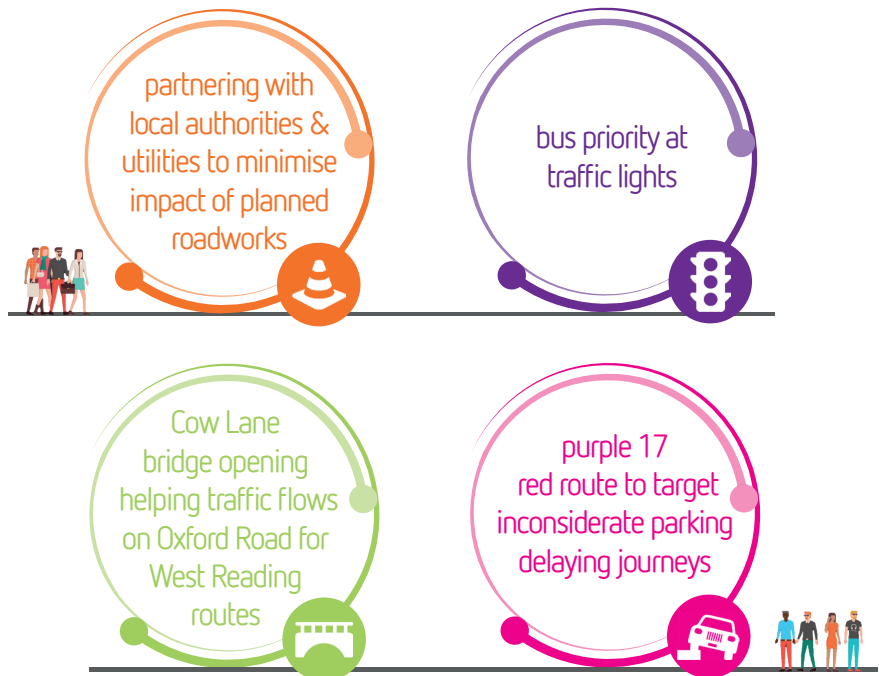 partnering with
local authorities &
utilities to minimise
impact of planned
roadworks
bus priority at
traffic lights
Cow Lane
bridge opening
helping traffic flows
on Oxford Road for
West Reading
routes
purple 17
red route to target
inconsiderate parking
delaying journeys